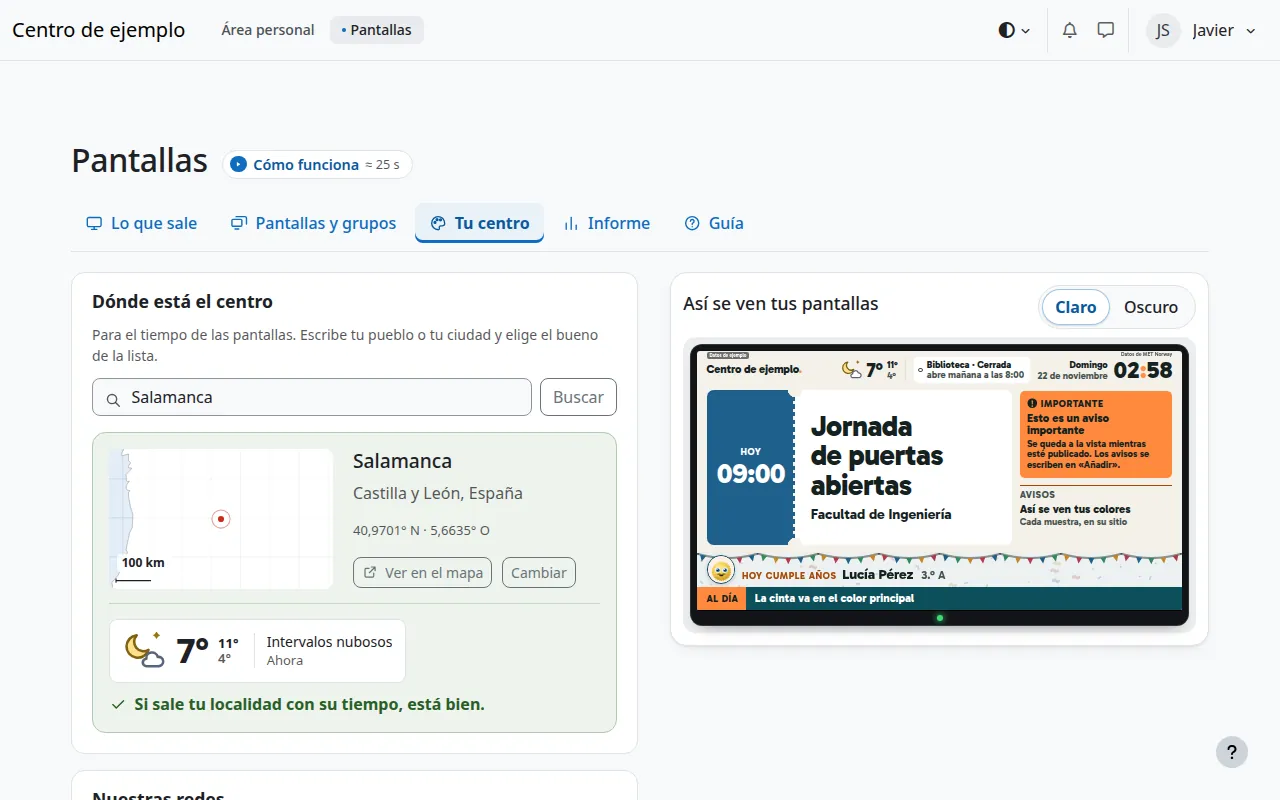 Centro de ejemplo
Área personal
• Pantallas
JS
Javier
Pantallas
Cómo funciona ≈ 25 s
Lo que sale
Pantallas y grupos
Tu centro
Informe
Guía
Dónde está el centro
Para el tiempo de las pantallas. Escribe tu pueblo o tu ciudad y elige el bueno
de la lista.
Salamanca
Buscar
100 km
Salamanca
Castilla y León, España
40,9701° N · 5,6635° O
Ver en el mapa
Cambiar
7° 11° 4°
Intervalos nubosos
Ahora
Si sale tu localidad con su tiempo, está bien.
Nuestras redes
Así se ven tus pantallas
Claro
Oscuro
Datos de ejemplo
Centro de ejemplo.
7° 11° 4°
Biblioteca · Cerrada
abre mañana a las 8:00
Datos de MET Norway
Domingo
22 de noviembre
02:58
HOY
09:00
Jornada
de puertas
abiertas
Facultad de Ingeniería
IMPORTANTE
Esto es un aviso
importante
Se queda a la vista mientras
esté publicado. Los avisos se
escriben en «Añadir».
AVISOS
Así se ven tus colores
Cada muestra, en su sitio
HOY CUMPLE AÑOS Lucía Pérez 3.º A
AL DÍA
La cinta va en el color principal
?